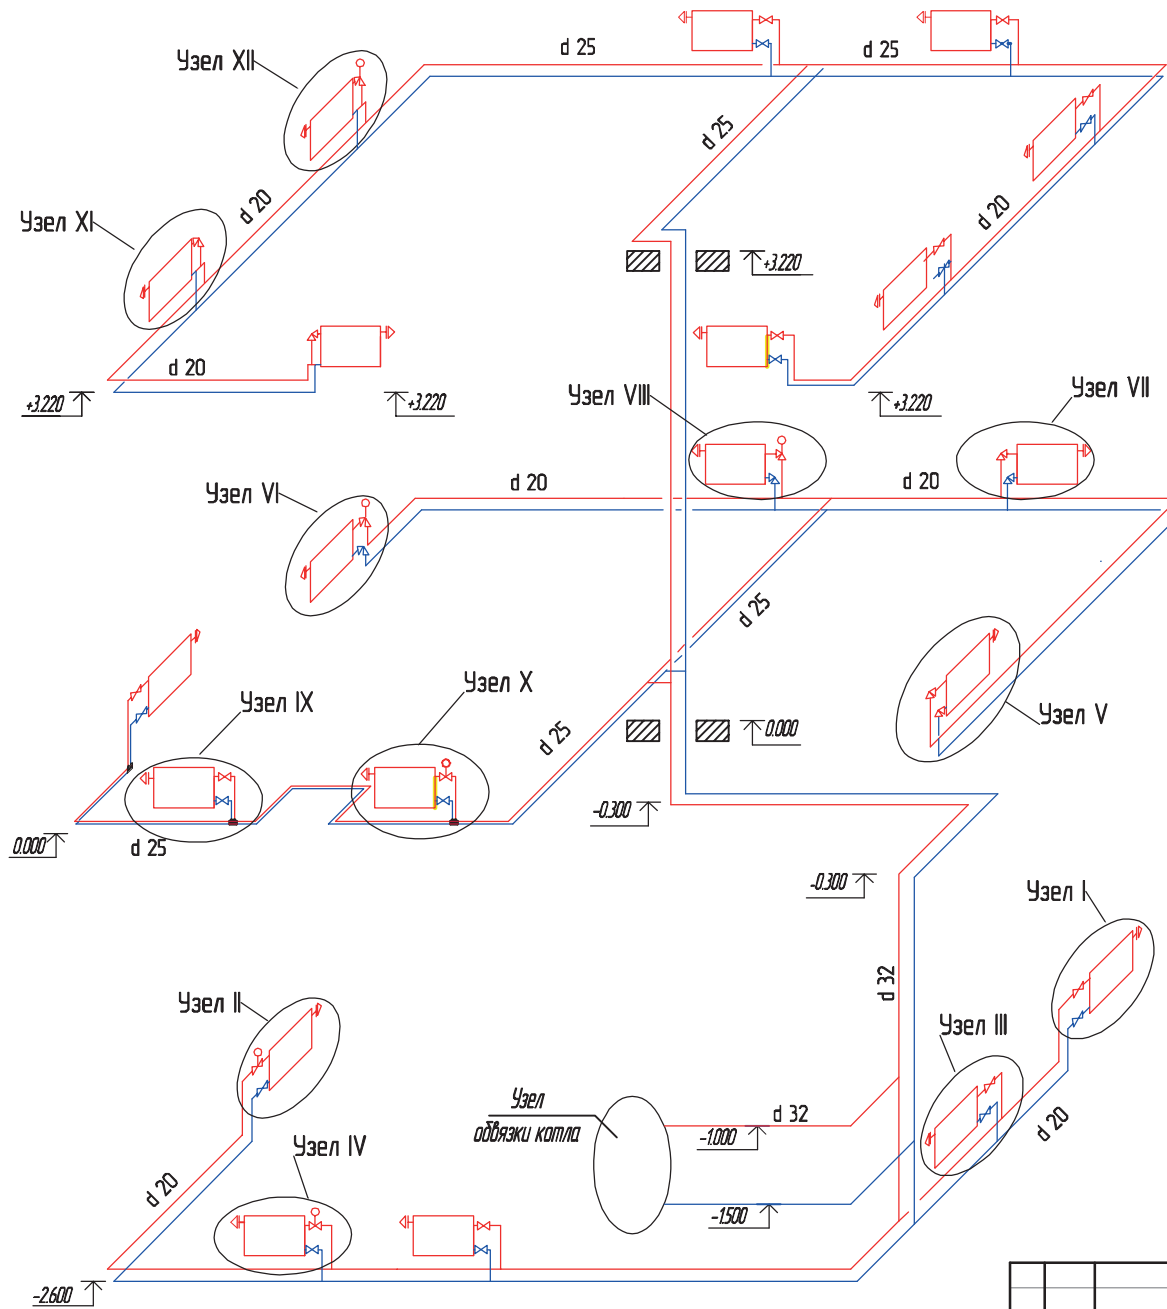 d 25
d 25
Узел XII
d 25
d 20
d 20
Узел XI
+3.220
d 20
+3.220
+3.220
+3.220
Узел VIII
Узел VII
d 20
d 20
Узел VI
d 25
Узел X
Узел IX
Узел V
d 25
0.000
-0.300
0.000
d 25
-0.300
Узел I
d 32
Узел II
Узел III
Узел
обвязки котла
d 32
-1.000
d 20
Узел IV
d 20
-1.500
-2.600